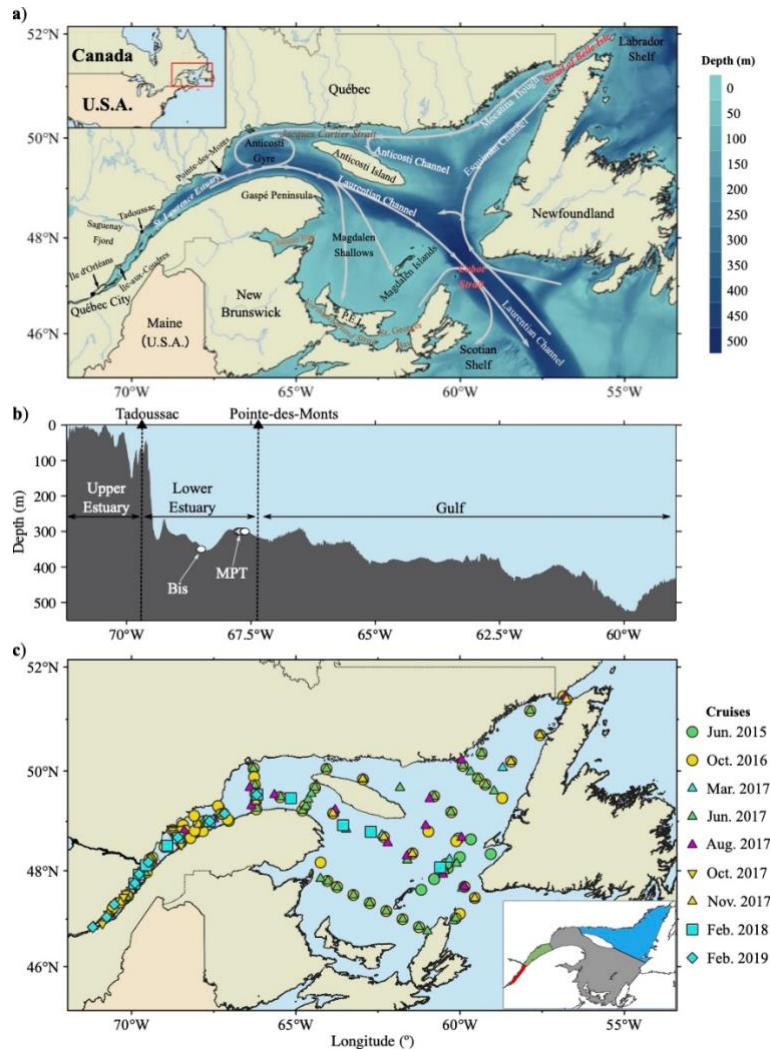 a)
52°N
50°N
48°N
46°N
70°W
65°W
60°W
55°W
Canada
U.S.A.
Québec
Labrador
Shelf
Strait of Belle Isle
Mecatina Trough
Jacques Cartier Strait
Pointe-des-Monts
Anticosti
Gyre
Anticosti Channel
Anticosti Island
Esquiman Channel
Tadoussac
Saguenay
Fjord
St. Lawrence Estuary
Gaspé Peninsula
Laurentian Channel
Newfoundland
Île d'Orléans
Île-aux-Coudres
Québec City
Magdalen
Shallows
Magdalen Islands
Cabot
Strait
New
Brunswick
Maine
(U.S.A.)
P.E.I.
St. Georges
Laurentian Channel
Scotian
Shelf
Depth (m)
0
50
100
150
200
250
300
350
400
450
500
b)
Tadoussac
Pointe-des-Monts
Depth (m)
0
100
200
300
400
500
Upper
Estuary
Lower
Estuary
Gulf
Bis
MPT
70°W
67.5°W
65°W
62.5°W
60°W
c)
52°N
50°N
48°N
46°N
70°W
65°W
60°W
Longitude (º)
Cruises
Jun. 2015
Oct. 2016
Mar. 2017
Jun. 2017
Aug. 2017
Oct. 2017
Nov. 2017
Feb. 2018
Feb. 2019